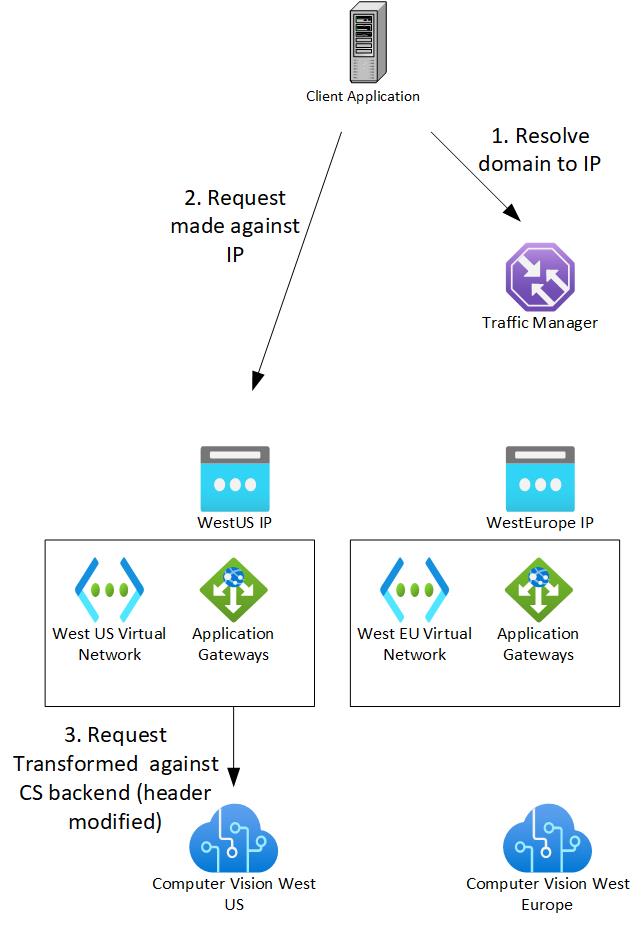 Client Application
1. Resolve
domain to IP
2. Request
made against
IP
Traffic Manager
WestUS IP
WestEurope IP
West US Virtual
Network
Application
Gateways
West EU Virtual
Network
Application
Gateways
3. Request
Transformed against
CS backend (header
modified)
Computer Vision West
US
Computer Vision West
Europe